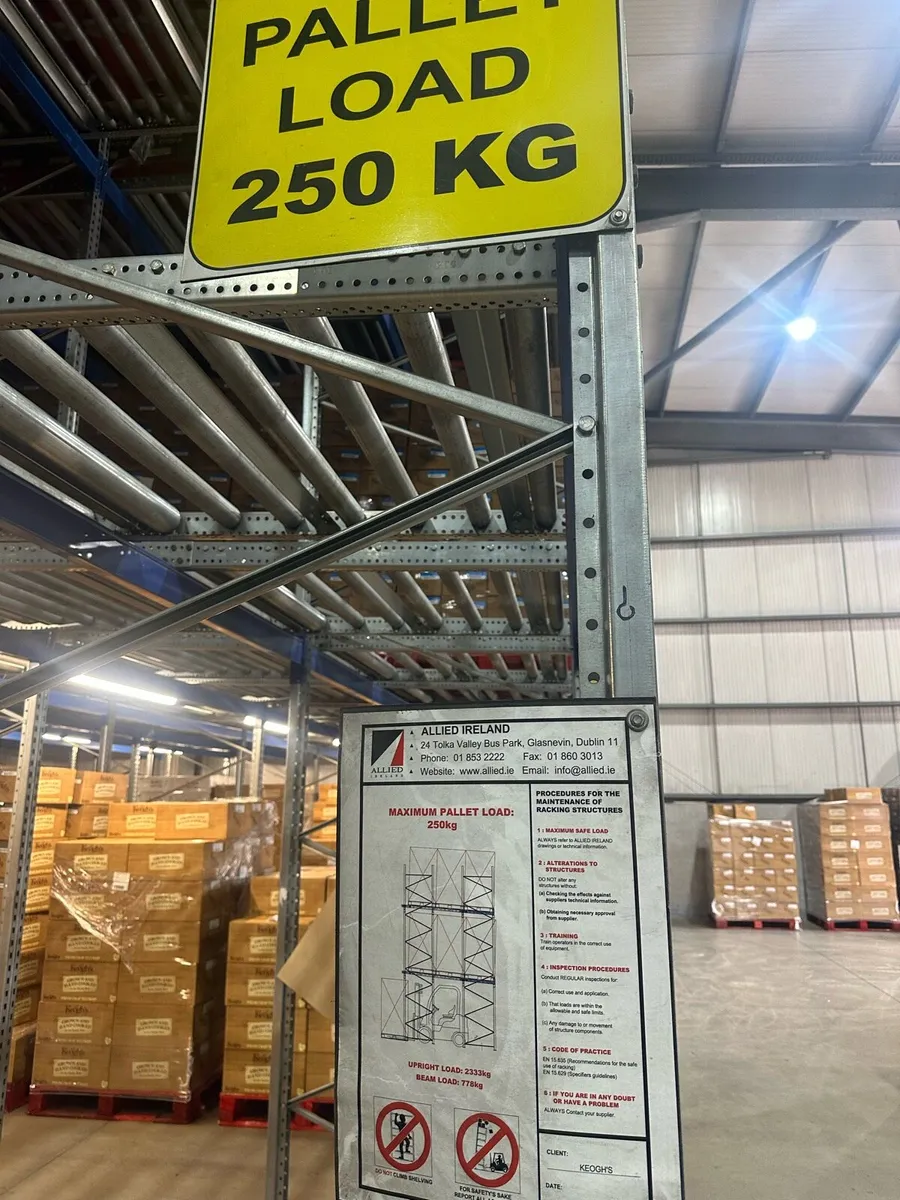 PALLET
LOAD
250 KG
ALLIED
IRELAND
ALLIED IRELAND
24 Tolka Valley Bus Park, Glasnevin, Dublin 11
Phone: 01 853 2222 Fax: 01 860 3013
Website: www.allied.ie Email: info@allied.ie
MAXIMUM PALLET LOAD:
250kg
UPRIGHT LOAD: 2333kg
BEAM LOAD: 778kg
DO NOT CLIMB SHELVING
FOR SAFETY'S SAKE
PROCEDURES FOR THE
MAINTENANCE OF
RACKING STRUCTURES
1 : MAXIMUM SAFE LOAD
ALWAYS refer to ALLIED IRELAND
drawings or technical information.
2 : ALTERATIONS TO
STRUCTURES
DO NOT alter any
structures without:
(a) Checking the effects against
suppliers technical information.
(b) Obtaining necessary approval
from supplier.
3 : TRAINING
Train operators in the correct use
of equipment.
4 : INSPECTION PROCEDURES
Conduct REGULAR inspections for:
(a) Correct use and application.
(b) That loads are within the
allowable and safe limits.
(c) Any damage to or movement
of structure components.
5 : CODE OF PRACTICE
EN 15 635 (Recommendations for the safe
use of racking)
EN 15 629 (Specifiers guidelines)
6 : IF YOU ARE IN ANY DOUBT
OR HAVE A PROBLEM
ALWAYS Contact your supplier.
CLIENT:
KEOGH'S
DATE:
Keogh's